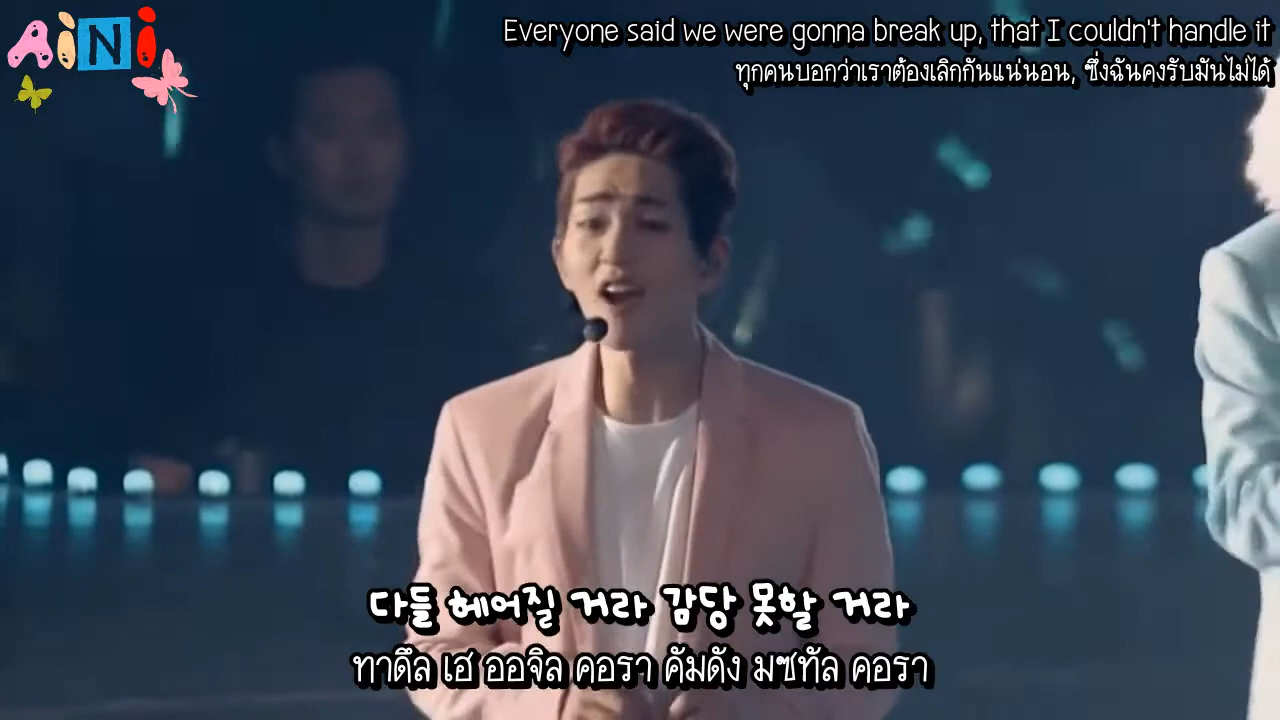 AiNi
Everyone said we were gonna break up, that I couldn't handle it
ทุกคนบอกว่าเราต้องเลิกกันแน่นอน, ซึ่งฉันคงรับมันไม่ได้
다들 헤어질 거라 감당 못할 거라
ทาดึล เฮ ออจิล คอรา คัมดัง มซทัล คอรา